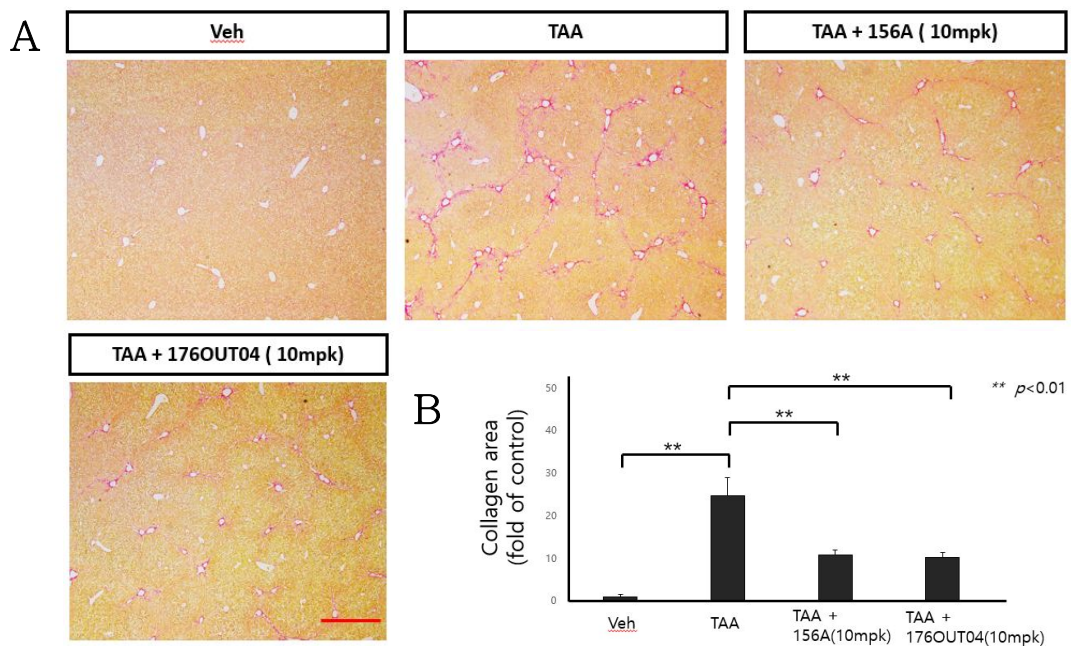 A
Veh
TAA
TAA + 156A ( 10mpk)
TAA + 176OUT04 ( 10mpk)
B
** p<0.01
**
**
**
Collagen area
(fold of control)
50
40
30
20
10
0
Veh
TAA
TAA +
156A(10mpk)
TAA +
176OUT04(10mpk)